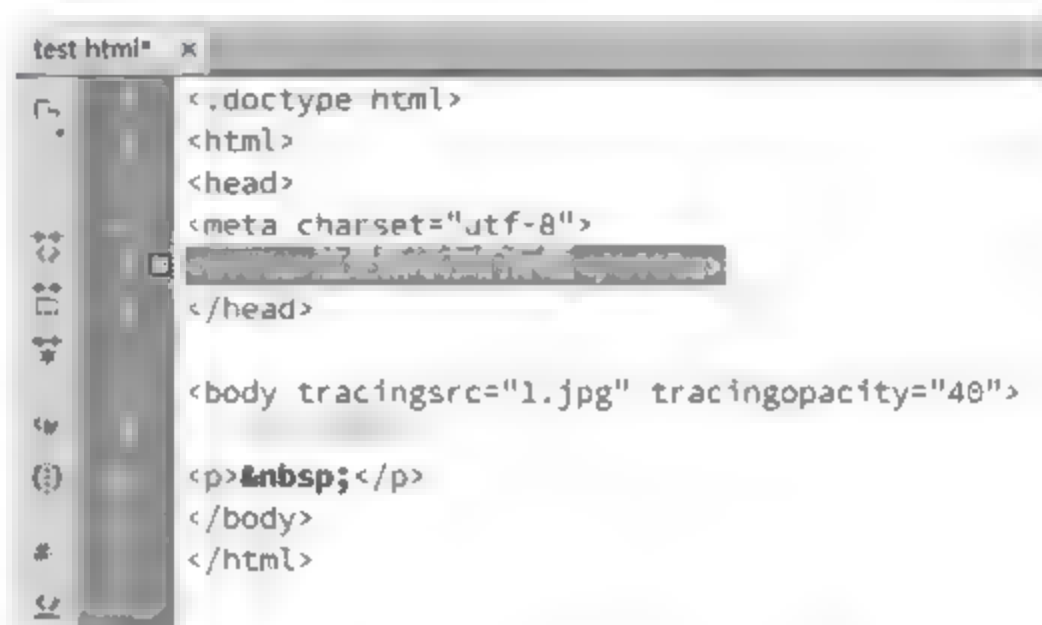 test html* ×
<.doctype html>
<html>
<head>
<meta charset="utf-8">
</head>
<body tracingsrc="1.jpg" tracingopacity="40">
<p>&nbsp;</p>
</body>
</html>